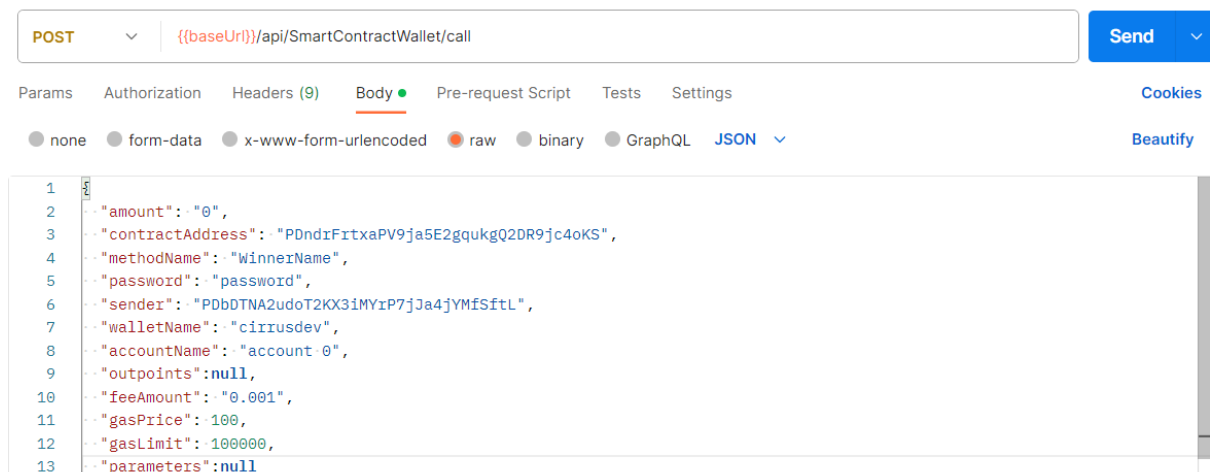 POST {{baseUrl}}/api/SmartContractWallet/call Send
Params Authorization Headers (9) Body Pre-request Script Tests Settings Cookies
none form-data x-www-form-urlencoded raw binary GraphQL JSON Beautify
1 {
2 "amount": "0",
3 "contractAddress": "PDndrFrtxaPV9ja5E2gqukgQ2DR9jc4oKS",
4 "methodName": "WinnerName",
5 "password": "password",
6 "sender": "PDbDTNA2udoT2KX3iMYrP7jJa4jYMfSftL",
7 "walletName": "cirrusdev",
8 "accountName": "account 0",
9 "outpoints":null,
10 "feeAmount": "0.001",
11 "gasPrice": 100,
12 "gasLimit": 100000,
13 "parameters":null